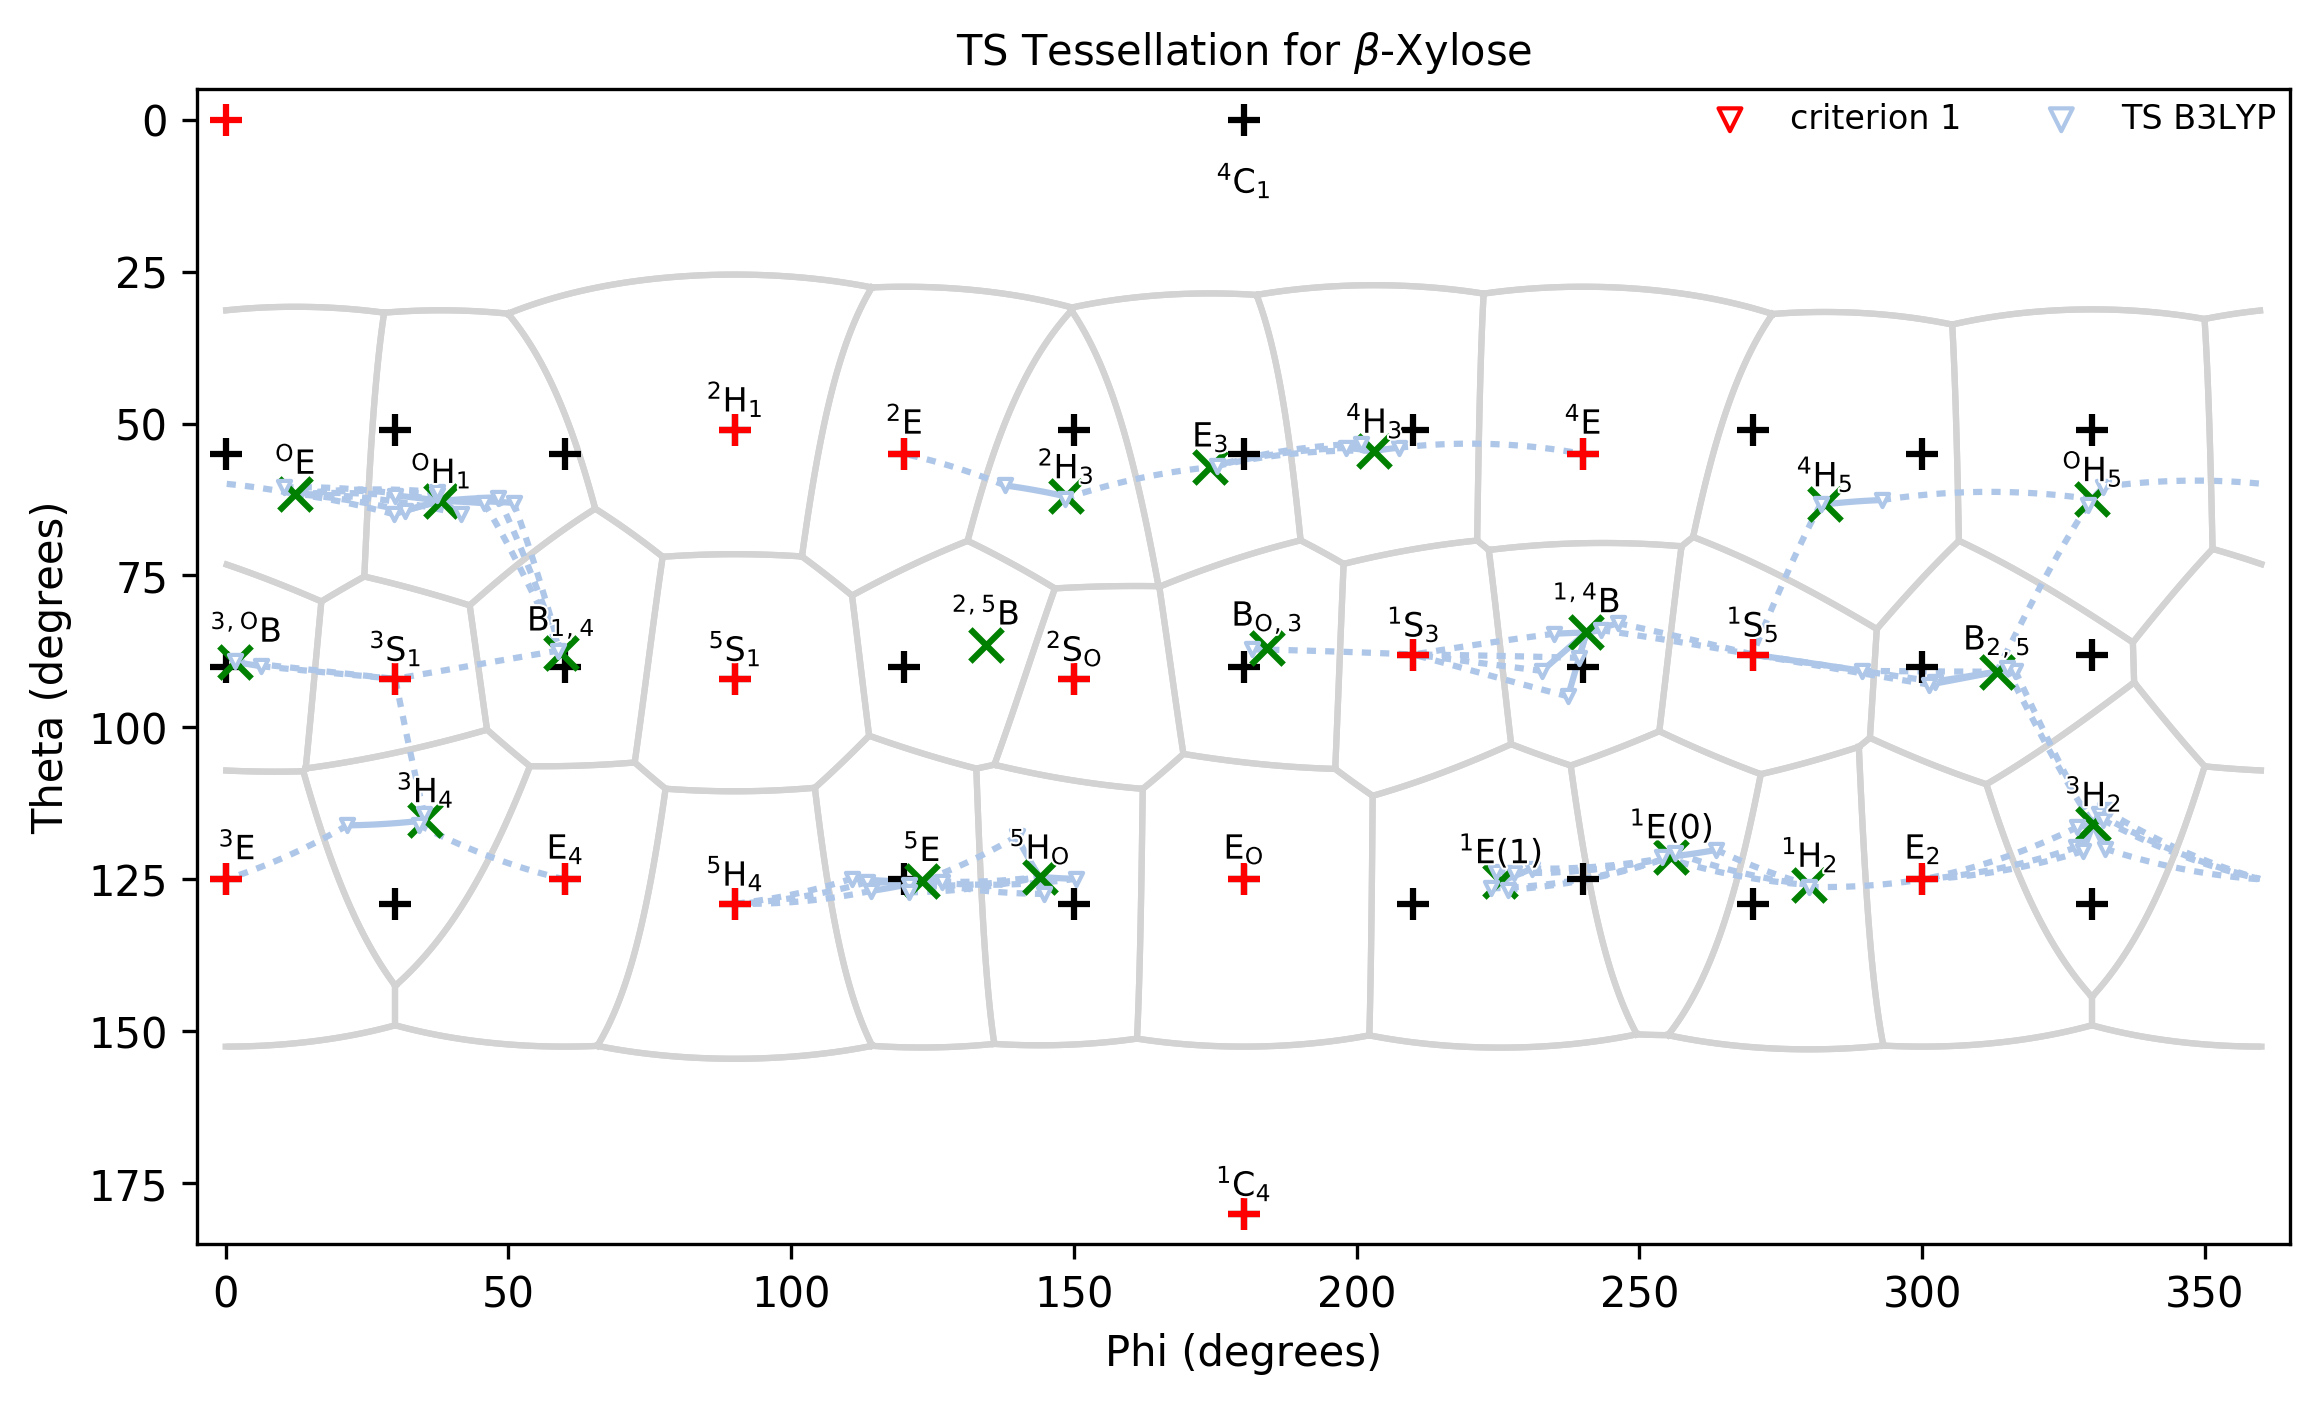 TS Tessellation for β-Xylose
criterion 1
TS B3LYP
⁴C₁
²H₁
²E
⁴H₃
⁴E
E₃
ᴼE
ᴼH₁
²H₃
⁴H₅
ᴼH₅
³,ᴼB
³S₁
B₁,₄
⁵S₁
²,⁵B
²Sₒ
Bₒ,₃
¹S₃
¹,⁴B
¹S₅
B₂,₅
³H₄
³H₂
³E
E₄
⁵H₄
⁵E
⁵Hₒ
Eₒ
¹E(1)
¹E(0)
¹H₂
E₂
¹C₄
0
25
50
75
100
125
150
175
Theta (degrees)
0
50
100
150
200
250
300
350
Phi (degrees)